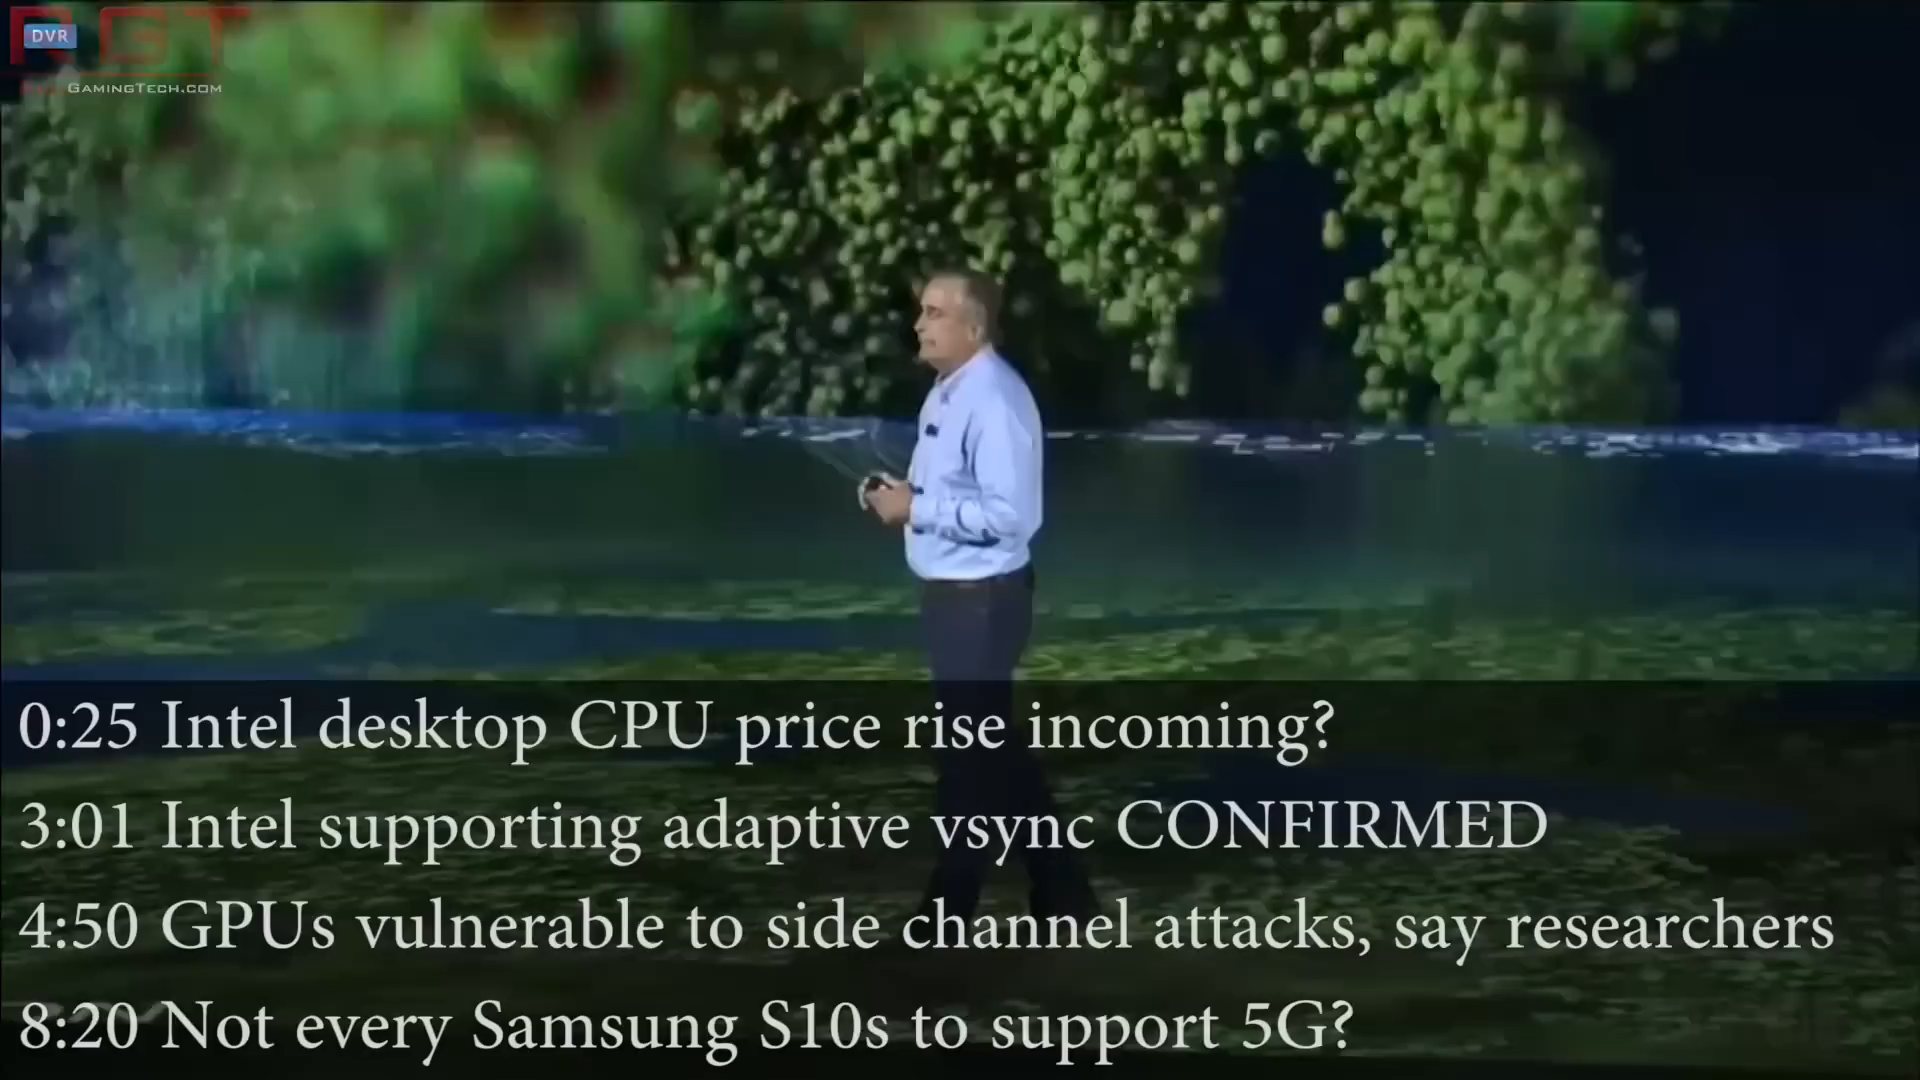 RGT
DVR
GAMINGTECH.COM
0:25 Intel desktop CPU price rise incoming?
3:01 Intel supporting adaptive vsync CONFIRMED
4:50 GPUs vulnerable to side channel attacks, say researchers
8:20 Not every Samsung S10s to support 5G?